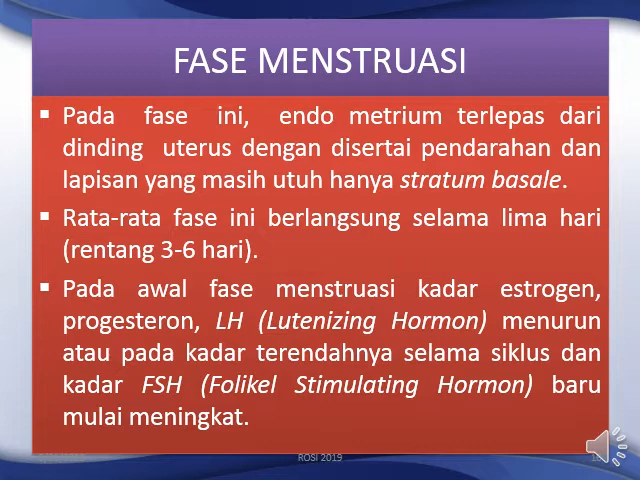 FASE MENSTRUASI
▪ Pada fase ini, endo metrium terlepas dari
dinding uterus dengan disertai pendarahan dan
lapisan yang masih utuh hanya stratum basale.
▪ Rata-rata fase ini berlangsung selama lima hari
(rentang 3-6 hari).
▪ Pada awal fase menstruasi kadar estrogen,
progesteron, LH (Lutenizing Hormon) menurun
atau pada kadar terendahnya selama siklus dan
kadar FSH (Folikel Stimulating Hormon) baru
mulai meningkat.
ROSI 2019